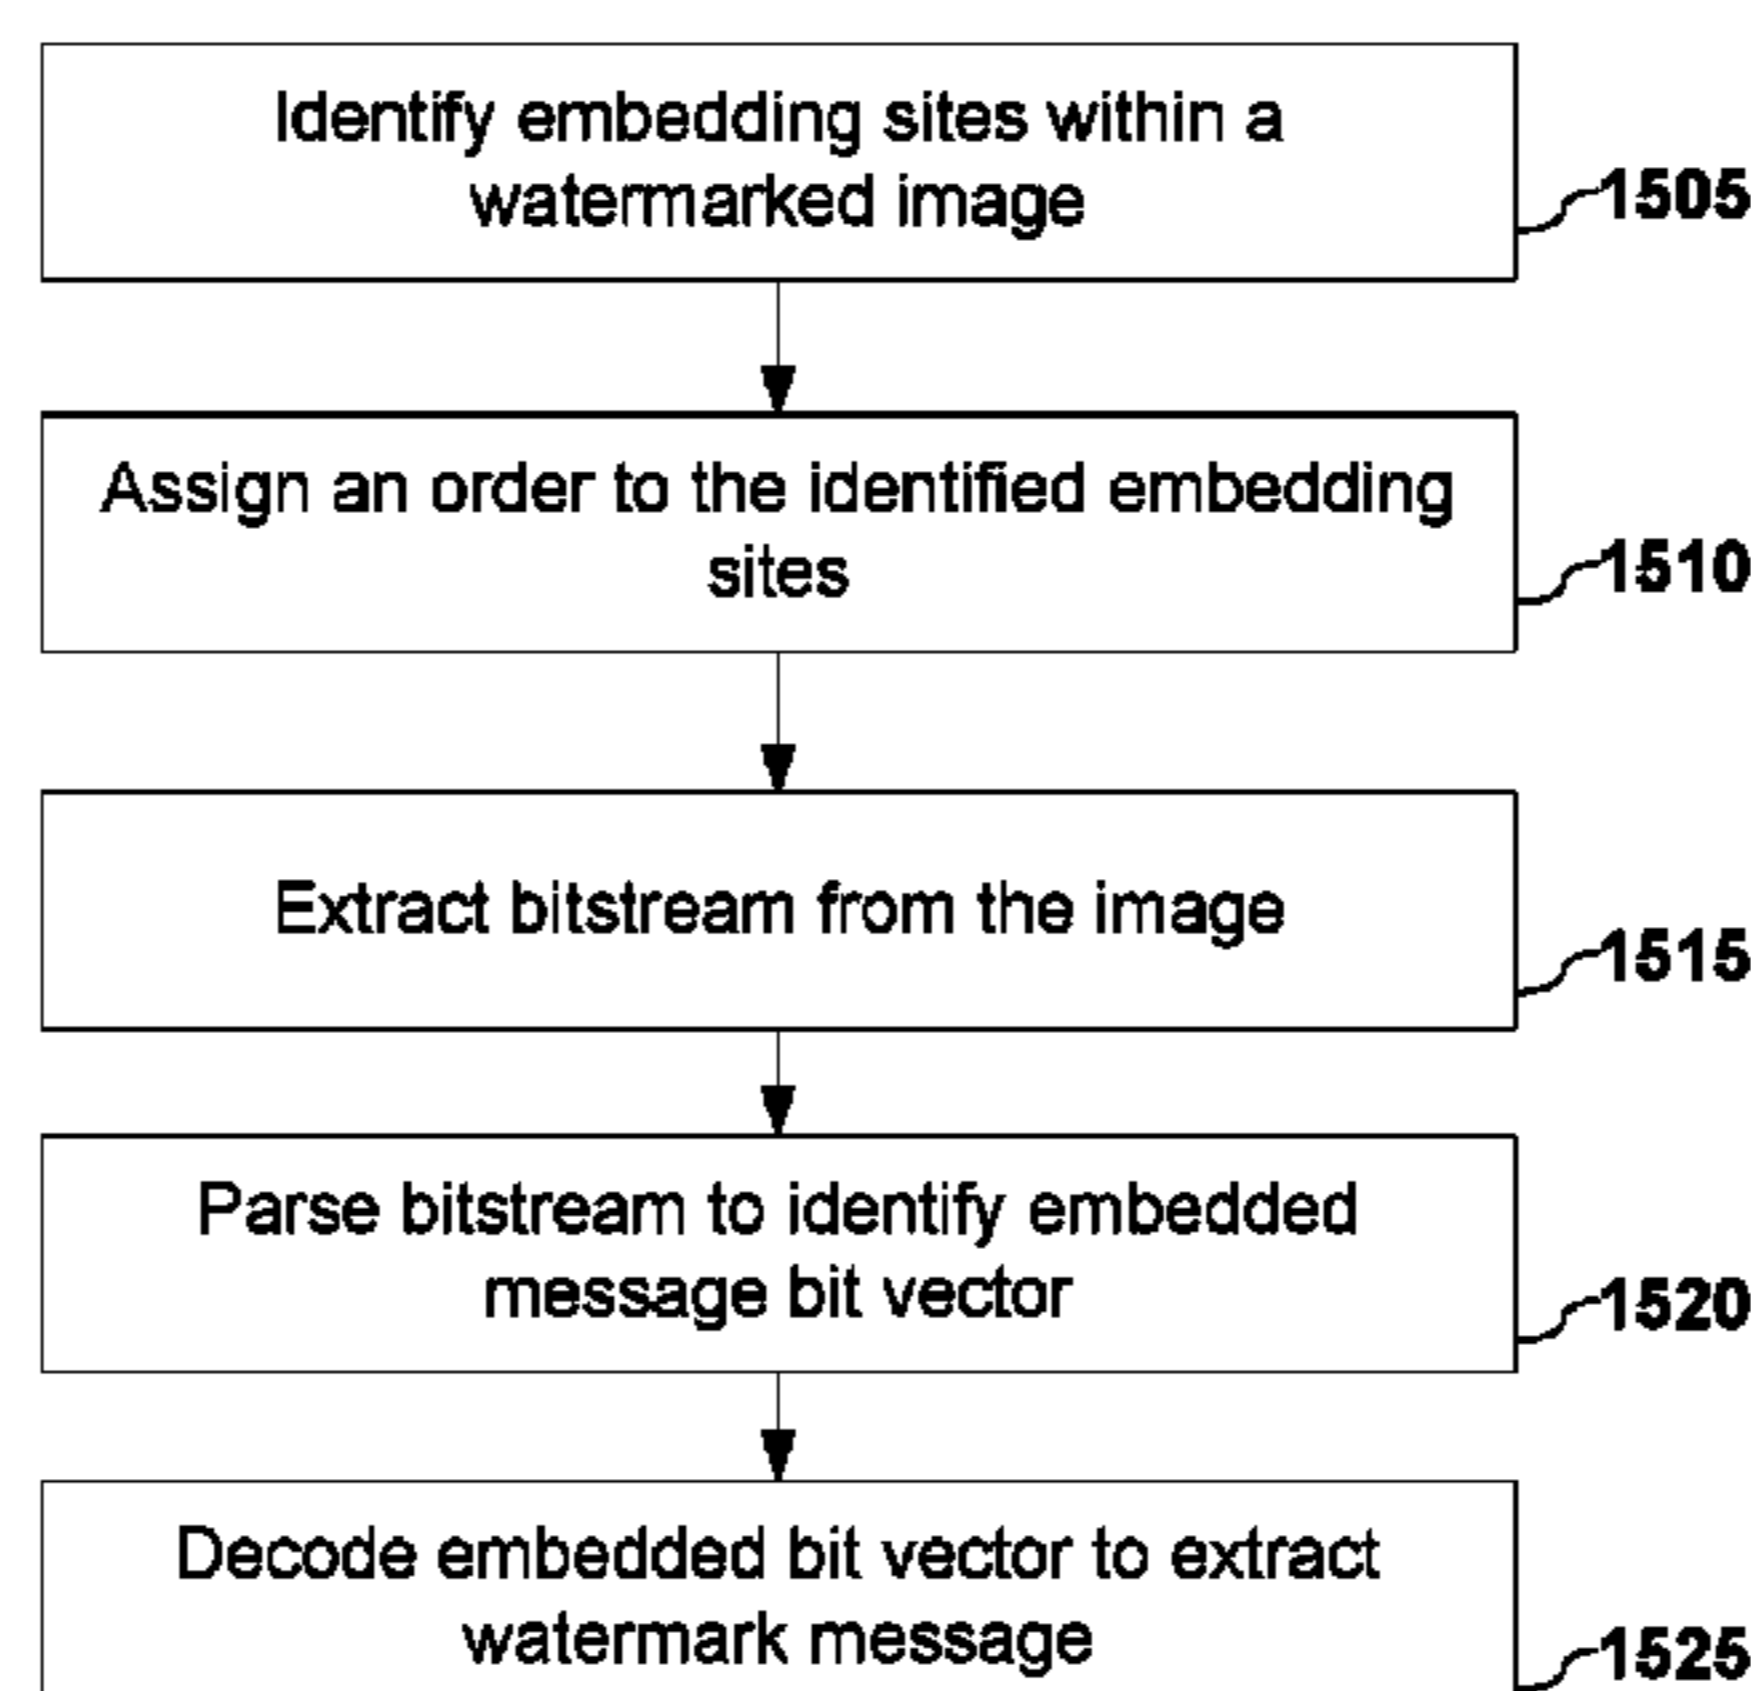 Identify embedding sites within a
watermarked image
1505
Assign an order to the identified embedding
sites
1510
Extract bitstream from the image
1515
Parse bitstream to identify embedded
message bit vector
1520
Decode embedded bit vector to extract
watermark message
1525